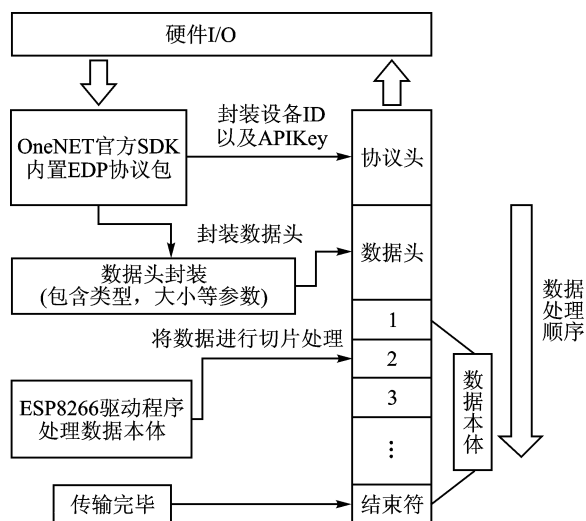 硬件I/O
OneNET官方SDK
内置EDP协议包
封装设备ID
以及APIKey
协议头
封装数据头
数据头
数据头封装
(包含类型，大小等参数)
将数据进行切片处理
1
2
3
⋮
ESP8266驱动程序
处理数据本体
数据本体
数据
处理
顺序
传输完毕
结束符